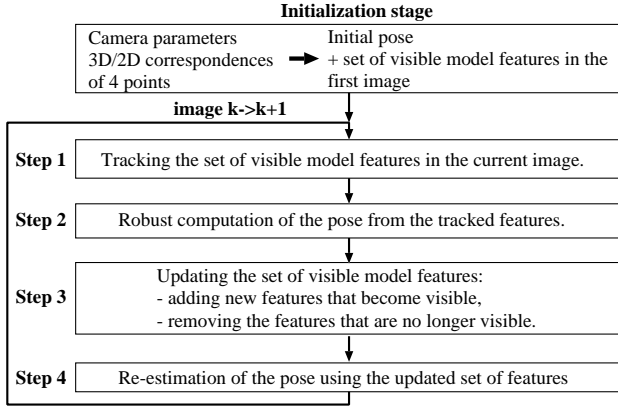 Initialization stage
Camera parameters
3D/2D correspondences
of 4 points
Initial pose
+ set of visible model features in the
first image
image k->k+1
Step 1
Tracking the set of visible model features in the current image.
Step 2
Robust computation of the pose from the tracked features.
Step 3
Updating the set of visible model features:
- adding new features that become visible,
- removing the features that are no longer visible.
Step 4
Re-estimation of the pose using the updated set of features